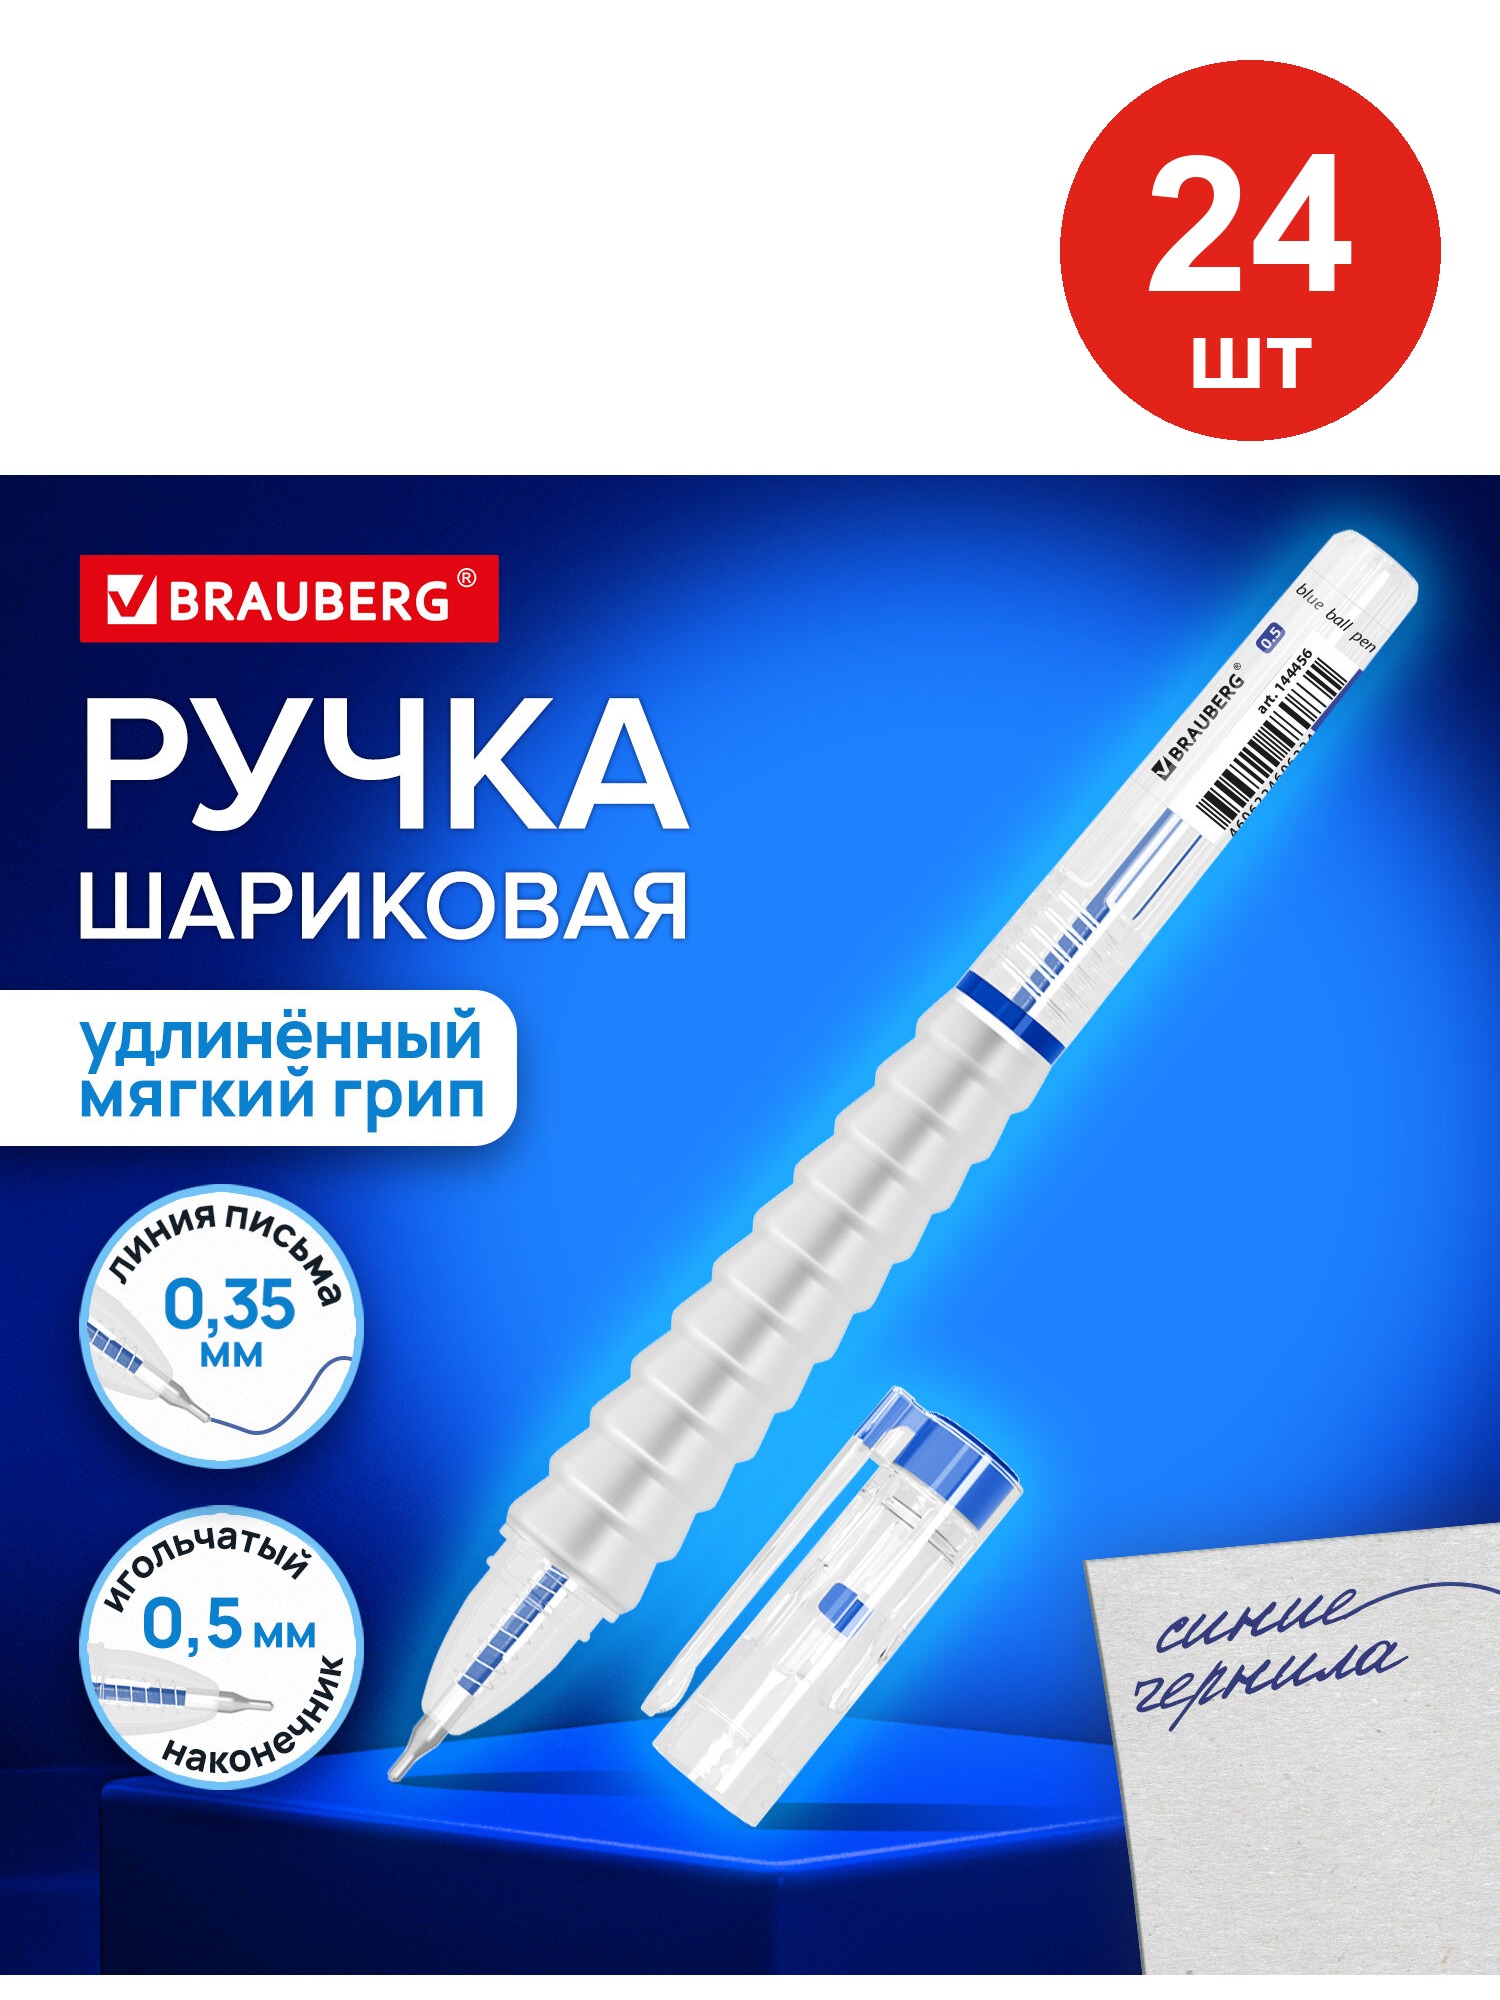 24
шт
BRAUBERG®
РУЧКА
ШАРИКОВАЯ
удлинённый
мягкий грип
линия письма
0,35
мм
игольчатый
0,5 мм
наконечник
blue ball pen
0.5
BRAUBERG®
art. 144456
синие
чернила